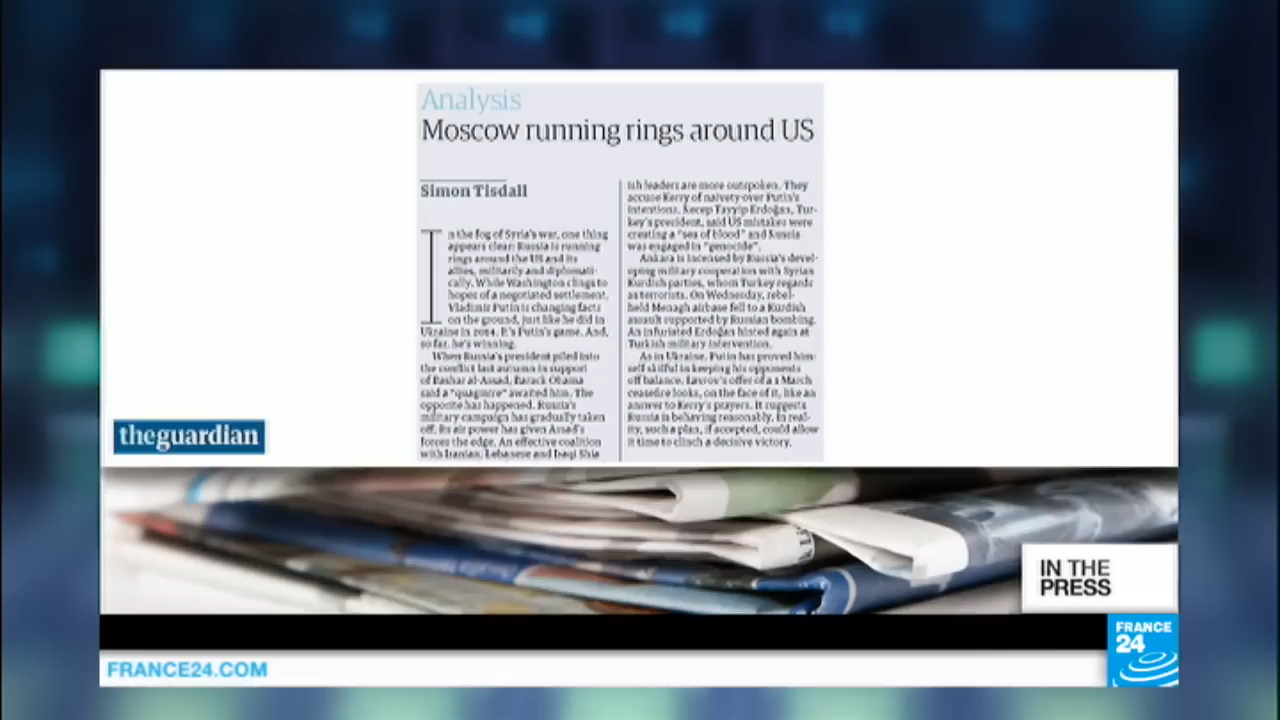 Analysis
Moscow running rings around US
Simon Tisdall
In the fog of Syria's war, one thing
appears clear: Russia is running
rings around the US and its
allies, militarily and diplomati-
cally. While Washington clings to
hopes of a negotiated settlement,
Vladimir Putin is changing facts
on the ground, just like he did in
Ukraine in 2014. It's Putin's game. And,
so far, he's winning.
When Russia's president piled into
the conflict last autumn in support
of Bashar al-Assad, Barack Obama
said a "quagmire" awaited him. The
opposite has happened. Russia's
military campaign has gradually taken
off. Its air power has given Assad's
forces the edge. An effective coalition
with Iranian, Lebanese and Iraqi Shia
ish leaders are more outspoken. They
accuse Kerry of naivety over Putin's
intentions. Recep Tayyip Erdoğan, Tur-
key's president, said US mistakes were
creating a "sea of blood" and Russia
was engaged in "genocide".
Ankara is incensed by Russia's devel-
oping military cooperation with Syrian
Kurdish parties, whom Turkey regards
as terrorists. On Wednesday, rebel-
held Menagh airbase fell to a Kurdish
assault supported by Russian bombing.
An infuriated Erdoğan hinted again at
Turkish military intervention.
As in Ukraine, Putin has proved him-
self skilful in keeping his opponents
off balance. Lavrov's offer of a 1 March
ceasefire looks, on the face of it, like an
answer to Kerry's prayers. It suggests
Russia is behaving reasonably. In real-
ity, such a plan, if accepted, could allow
it time to clinch a decisive victory.
theguardian
IN THE
PRESS
FRANCE
24
FRANCE24.COM